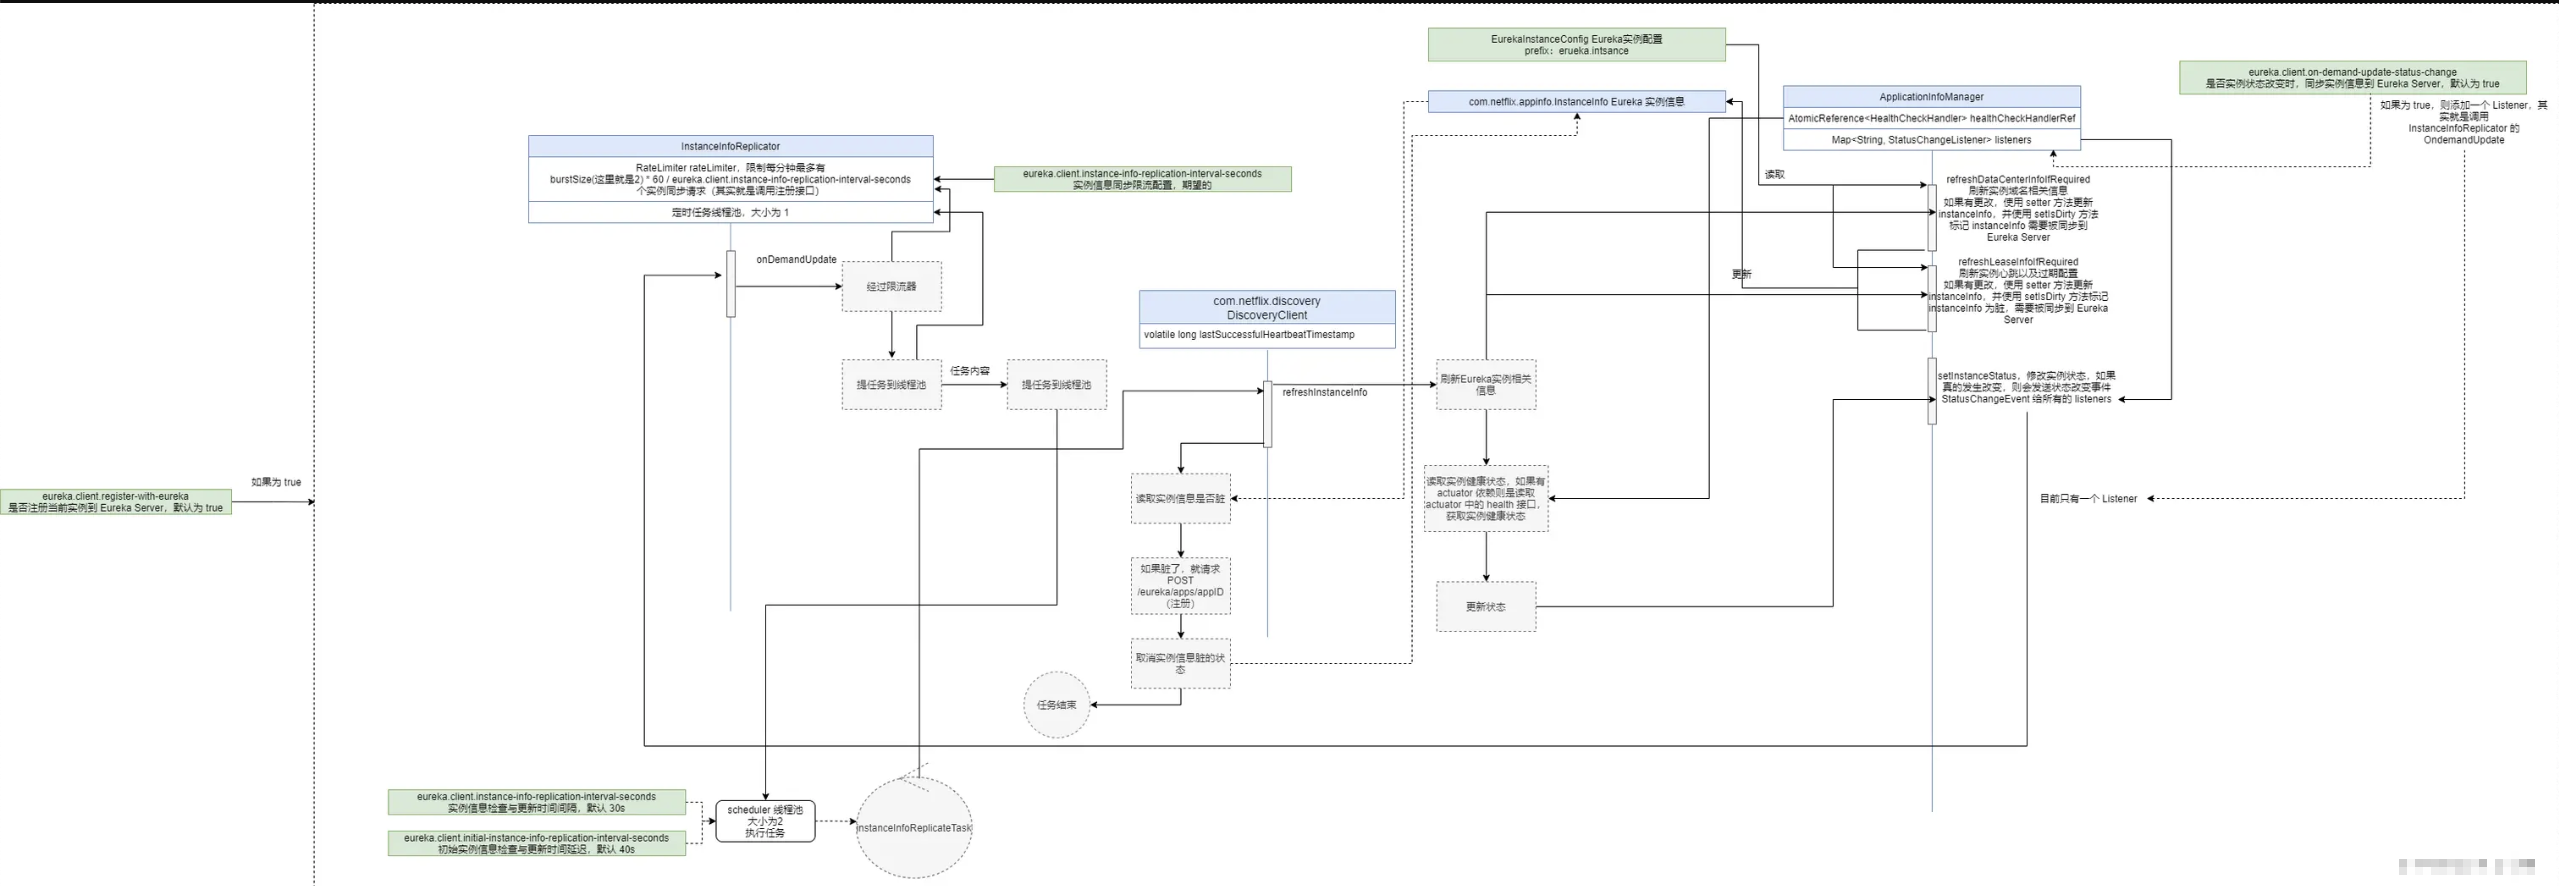 EurekaInstanceConfig Eureka实例配置
prefix：erueka.intsance
com.netflix.appinfo.InstanceInfo Eureka 实例信息
ApplicationInfoManager
AtomicReference<HealthCheckHandler> healthCheckHandlerRef
Map<String, StatusChangeListener> listeners
eureka.client.on-demand-update-status-change
是否实例状态改变时，同步实例信息到 Eureka Server，默认为 true
如果为 true，则添加一个 Listener，其
实就是调用
InstanceInfoReplicator 的
OndemandUpdate
InstanceInfoReplicator
RateLimiter rateLimiter，限制每分钟最多有
burstSize(这里就是2) * 60 / eureka.client.instance-info-replication-interval-seconds
个实例同步请求（其实就是调用注册接口）
定时任务线程池，大小为 1
eureka.client.instance-info-replication-interval-seconds
实例信息同步限流配置，期望的
读取
refreshDataCenterInfoIfRequired
刷新实例域名相关信息
如果有更改，使用 setter 方法更新
instanceInfo，并使用 setIsDirty 方法
标记 instanceInfo 需要被同步到
Eureka Server
onDemandUpdate
经过限流器
更新
refreshLeaseInfoIfRequired
刷新实例心跳以及过期配置
如果有更改，使用 setter 方法更新
instanceInfo，并使用 setIsDirty 方法标记
instanceInfo 为脏，需要被同步到 Eureka
Server
com.netflix.discovery
DiscoveryClient
volatile long lastSuccessfulHeartbeatTimestamp
提任务到线程池
任务内容
提任务到线程池
refreshInstanceInfo
刷新Eureka实例相关
信息
setInstanceStatus，修改实例状态，如果
真的发生改变，则会发送状态改变事件
StatusChangeEvent 给所有的 listeners
如果为 true
eureka.client.register-with-eureka
是否注册当前实例到 Eureka Server，默认为 true
读取实例信息是否脏
读取实例健康状态，如果有
actuator 依赖则是读取
actuator 中的 health 接口，
获取实例健康状态
目前只有一个 Listener
如果脏了，就请求
POST
/eureka/apps/appID
（注册）
更新状态
取消实例信息脏的状
态
任务结束
eureka.client.instance-info-replication-interval-seconds
实例信息检查与更新时间间隔，默认 30s
eureka.client.initial-instance-info-replication-interval-seconds
初始实例信息检查与更新时间延迟，默认 40s
scheduler 线程池
大小为2
执行任务
instanceInfoReplicateTask